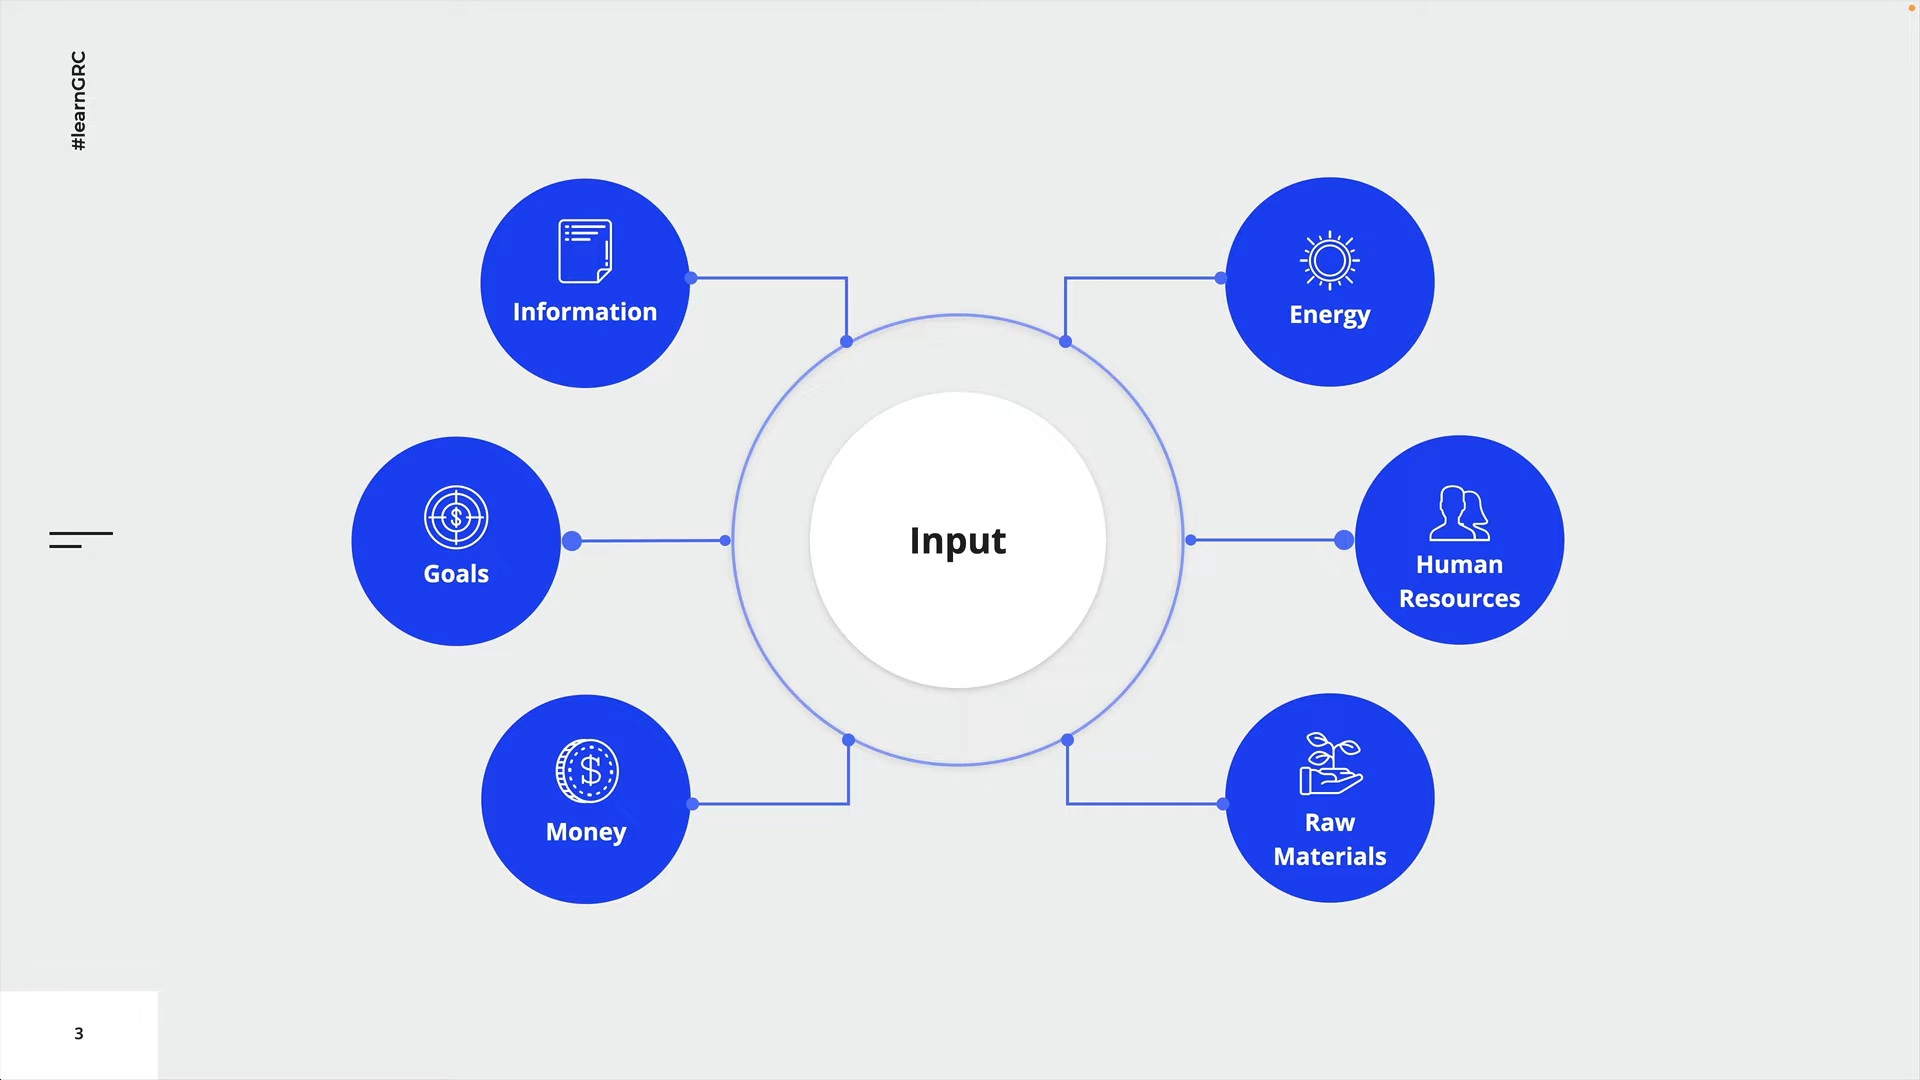 #learnGRC
Information
Energy
Goals
Input
Human
Resources
Money
Raw
Materials
3